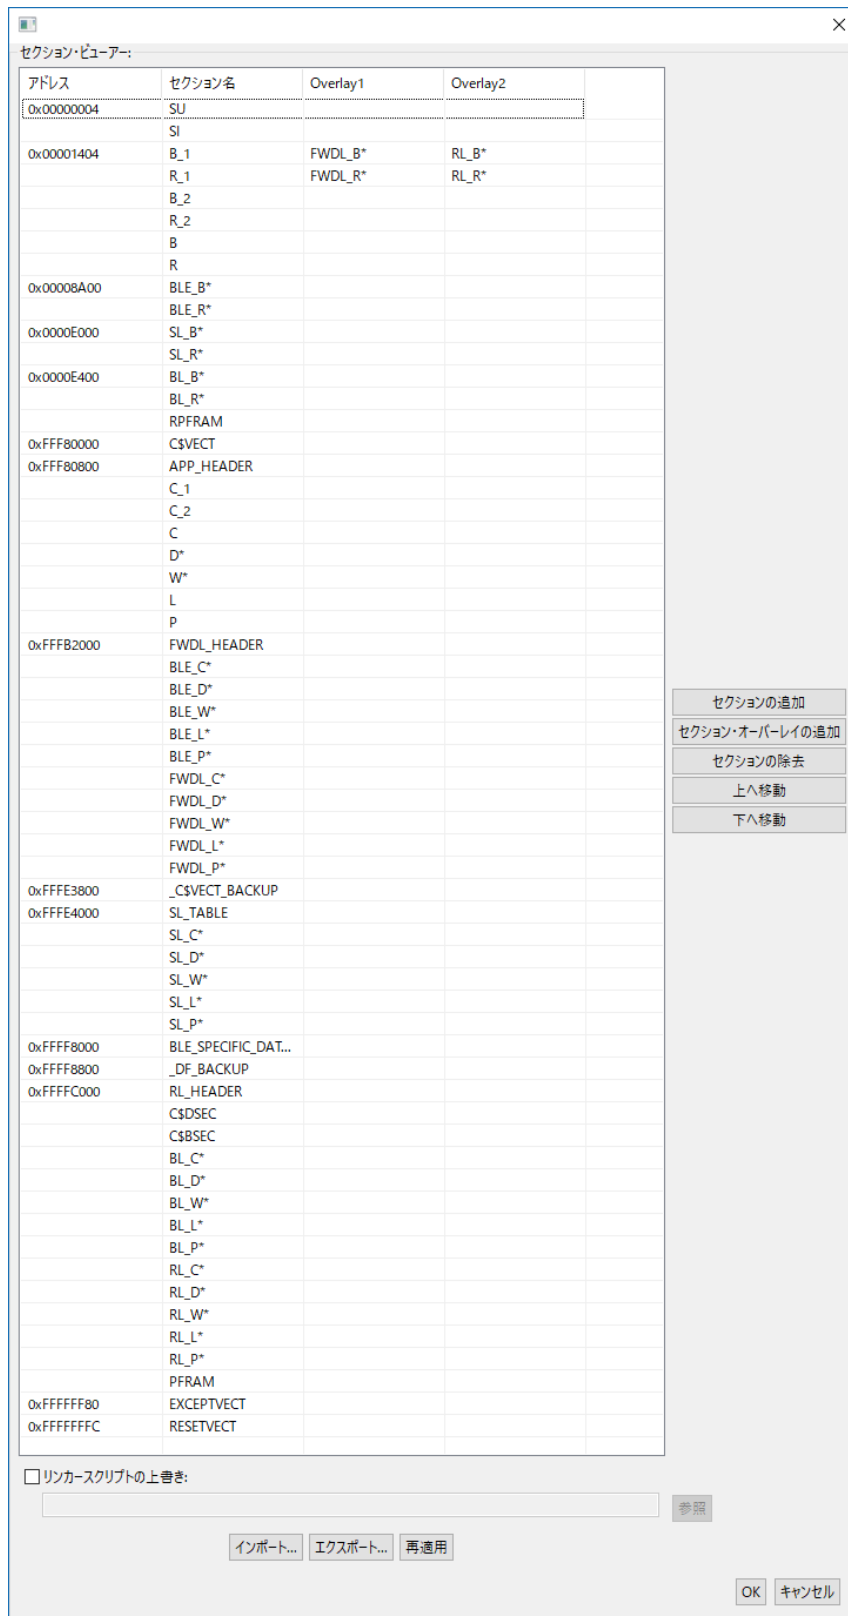 セクション・ビューアー:
アドレス セクション名 Overlay1 Overlay2
0x00000004 SU
SI
0x00001404 B_1 FWDL_B* RL_B*
R_1 FWDL_R* RL_R*
B_2
R_2
B
R
0x00008A00 BLE_B*
BLE_R*
0x0000E000 SL_B*
SL_R*
0x0000E400 BL_B*
BL_R*
RPFRAM
0xFFF80000 C$VECT
0xFFF80800 APP_HEADER
C_1
C_2
C
D*
W*
L
P
0xFFFB2000 FWDL_HEADER
BLE_C*
BLE_D*
BLE_W*
BLE_L*
BLE_P*
FWDL_C*
FWDL_D*
FWDL_W*
FWDL_L*
FWDL_P*
0xFFFE3800 _C$VECT_BACKUP
0xFFFE4000 SL_TABLE
SL_C*
SL_D*
SL_W*
SL_L*
SL_P*
0xFFFF8000 BLE_SPECIFIC_DAT...
0xFFFF8800 _DF_BACKUP
0xFFFFC000 RL_HEADER
C$DSEC
C$BSEC
BL_C*
BL_D*
BL_W*
BL_L*
BL_P*
RL_C*
RL_D*
RL_W*
RL_L*
RL_P*
PFRAM
0xFFFFFF80 EXCEPTVECT
0xFFFFFFFC RESETVECT
セクションの追加
セクション・オーバーレイの追加
セクションの除去
上へ移動
下へ移動
リンカースクリプトの上書き:
参照
インポート... エクスポート... 再適用
OK キャンセル